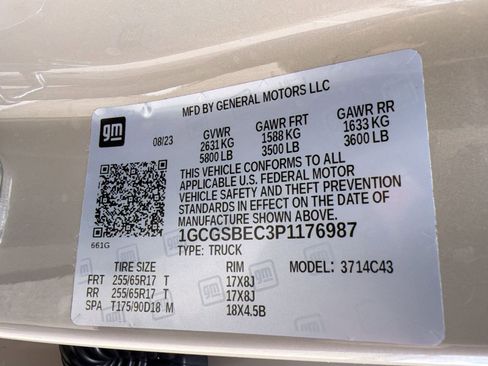 MFD BY GENERAL MOTORS LLC
gm
08/23 GVWR GAWR FRT GAWR RR
2631 KG 1588 KG 1633 KG
5800 LB 3500 LB 3600 LB
THIS VEHICLE CONFORMS TO ALL
APPLICABLE U.S. FEDERAL MOTOR
VEHICLE SAFETY AND THEFT PREVENTION
STANDARDS IN EFFECT ON THE DATE OF
MANUFACTURE SHOWN ABOVE.
661G
1GCGSBEC3P1176987
TYPE: TRUCK
TIRE SIZE RIM MODEL: 3714C43
FRT 255/65R17 T 17X8J
RR 255/65R17 T 17X8J
SPA T175/90D18 M 18X4.5B